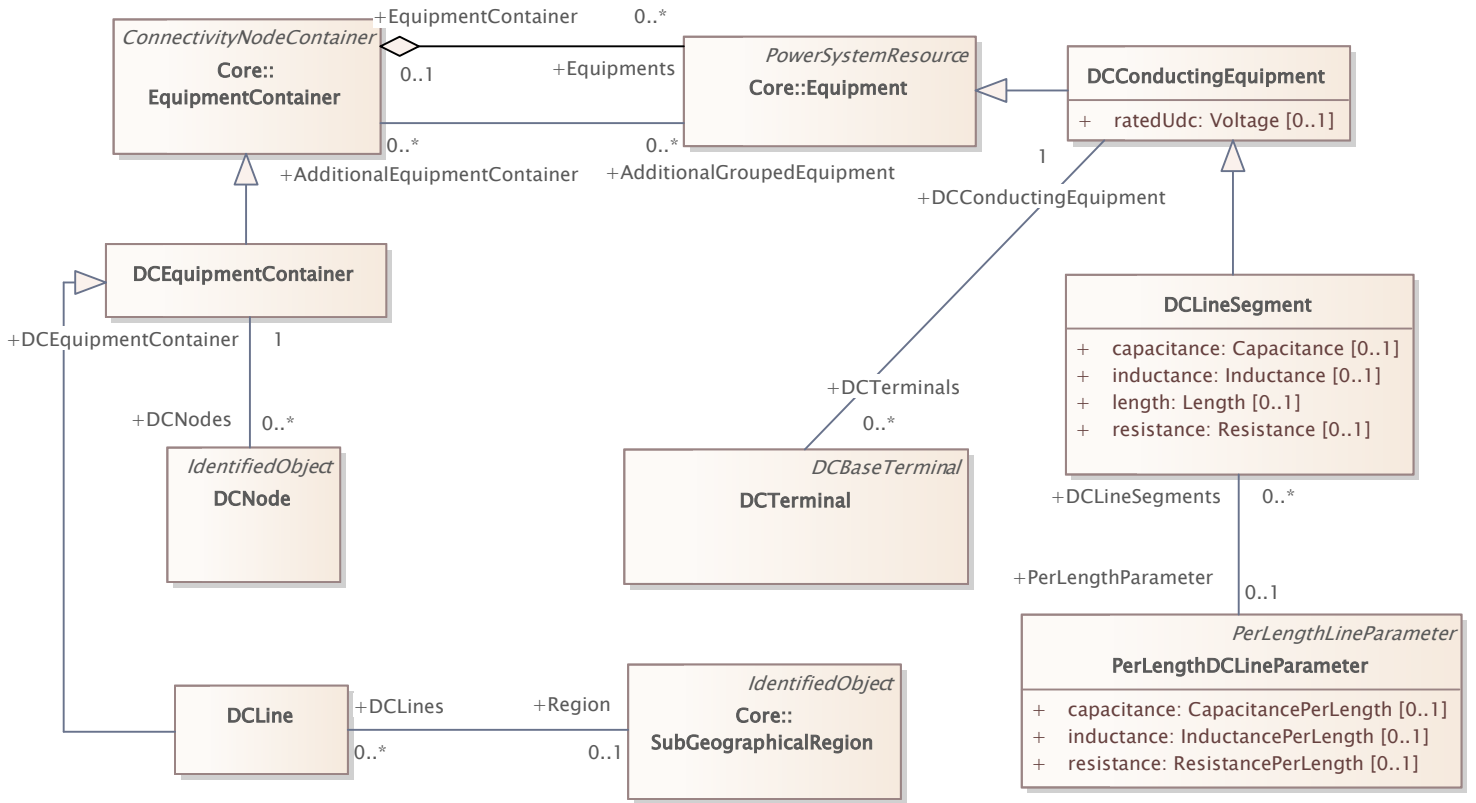 +EquipmentContainer
0..*
ConnectivityNodeContainer
Core::
EquipmentContainer
0..1
+Equipments
PowerSystemResource
Core::Equipment
DCConductingEquipment
+ ratedUdc: Voltage [0..1]
0..*
0..*
+AdditionalEquipmentContainer
+AdditionalGroupedEquipment
1
+DCConductingEquipment
DCEquipmentContainer
+DCEquipmentContainer
1
DCLineSegment
+ capacitance: Capacitance [0..1]
+ inductance: Inductance [0..1]
+ length: Length [0..1]
+ resistance: Resistance [0..1]
+DCTerminals
0..*
+DCNodes
0..*
IdentifiedObject
DCNode
DCBaseTerminal
DCTerminal
+DCLineSegments
0..*
+PerLengthParameter
0..1
PerLengthLineParameter
PerLengthDCLineParameter
+ capacitance: CapacitancePerLength [0..1]
+ inductance: InductancePerLength [0..1]
+ resistance: ResistancePerLength [0..1]
DCLine
+DCLines
0..*
+Region
0..1
IdentifiedObject
Core::
SubGeographicalRegion